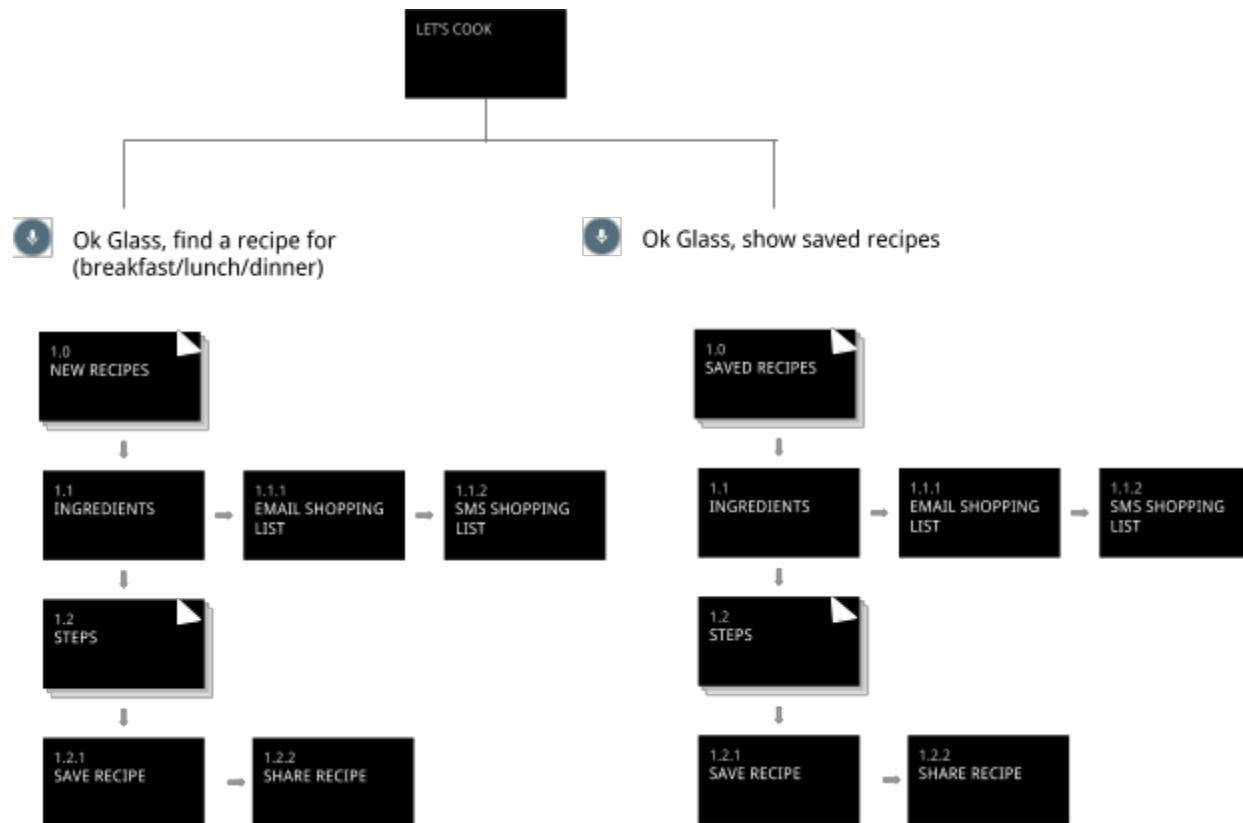 LET'S COOK
Ok Glass, find a recipe for
(breakfast/lunch/dinner)
Ok Glass, show saved recipes
1.0
NEW RECIPES
1.1
INGREDIENTS
1.1.1
EMAIL SHOPPING
LIST
1.1.2
SMS SHOPPING
LIST
1.2
STEPS
1.2.1
SAVE RECIPE
1.2.2
SHARE RECIPE
1.0
SAVED RECIPES
1.1
INGREDIENTS
1.1.1
EMAIL SHOPPING
LIST
1.1.2
SMS SHOPPING
LIST
1.2
STEPS
1.2.1
SAVE RECIPE
1.2.2
SHARE RECIPE